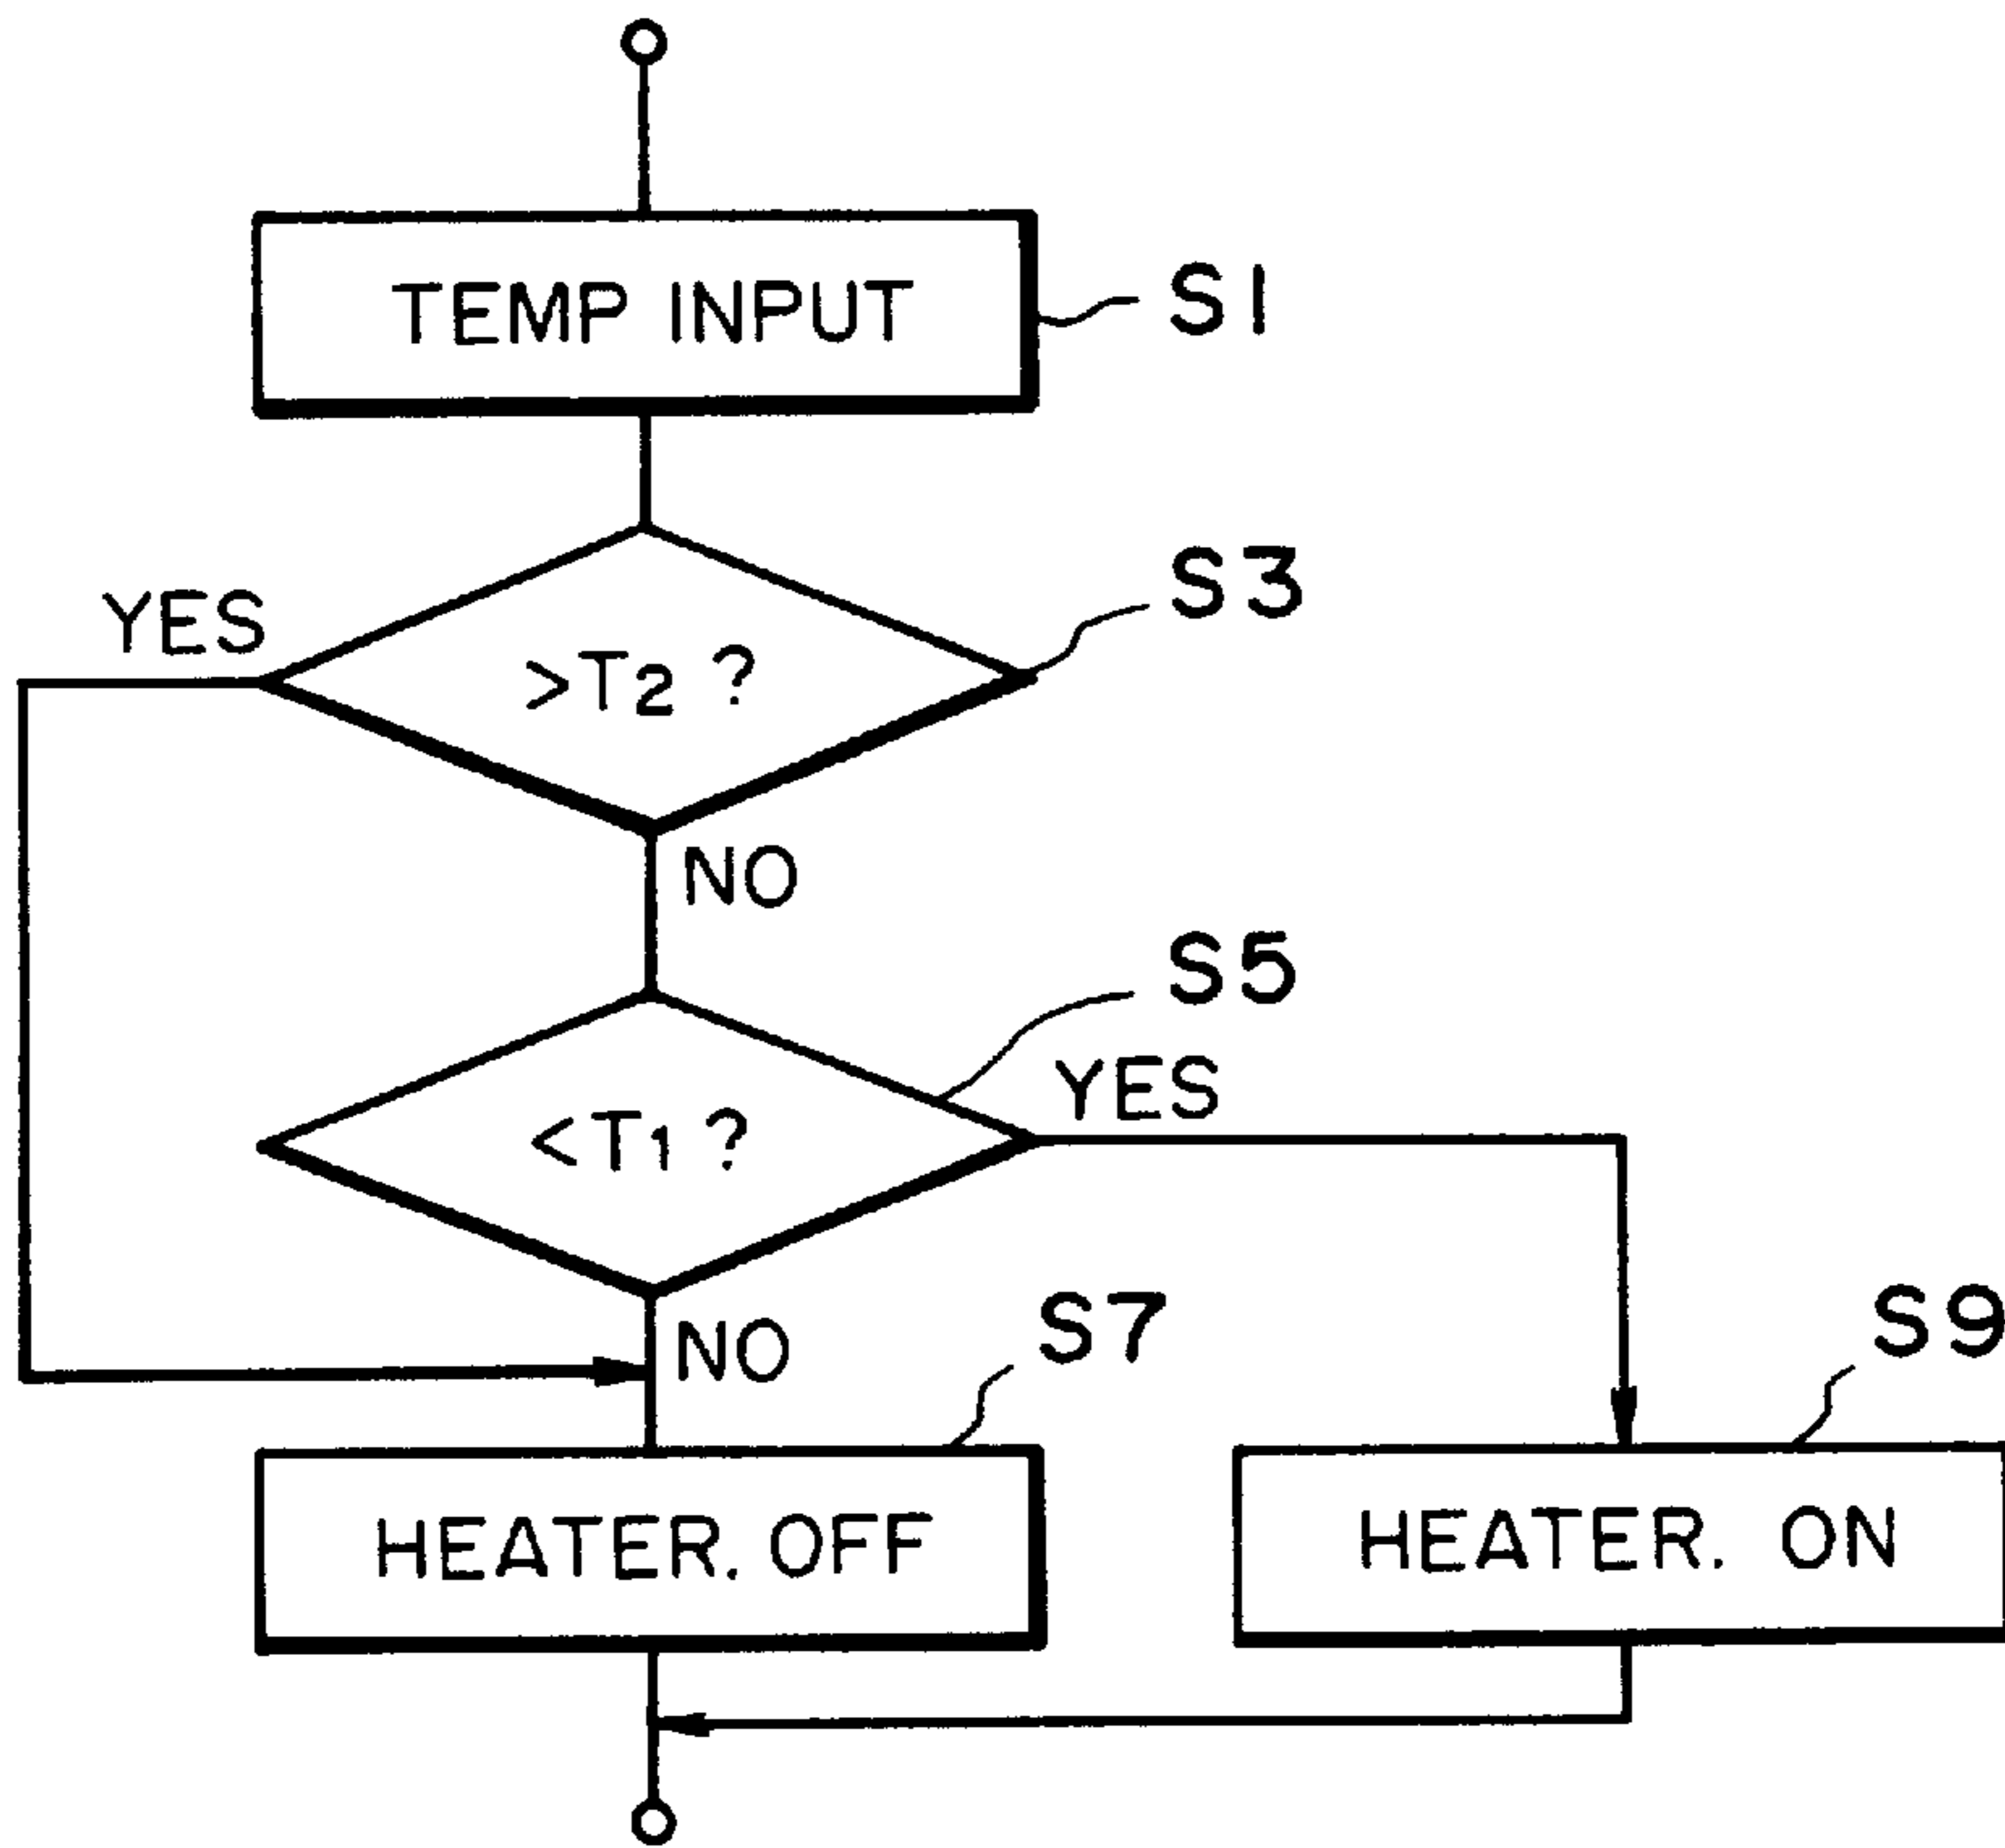 TEMP INPUT
S1
YES
>T2 ?
S3
NO
S5
<T1 ?
YES
NO
S7
S9
HEATER. OFF
HEATER. ON